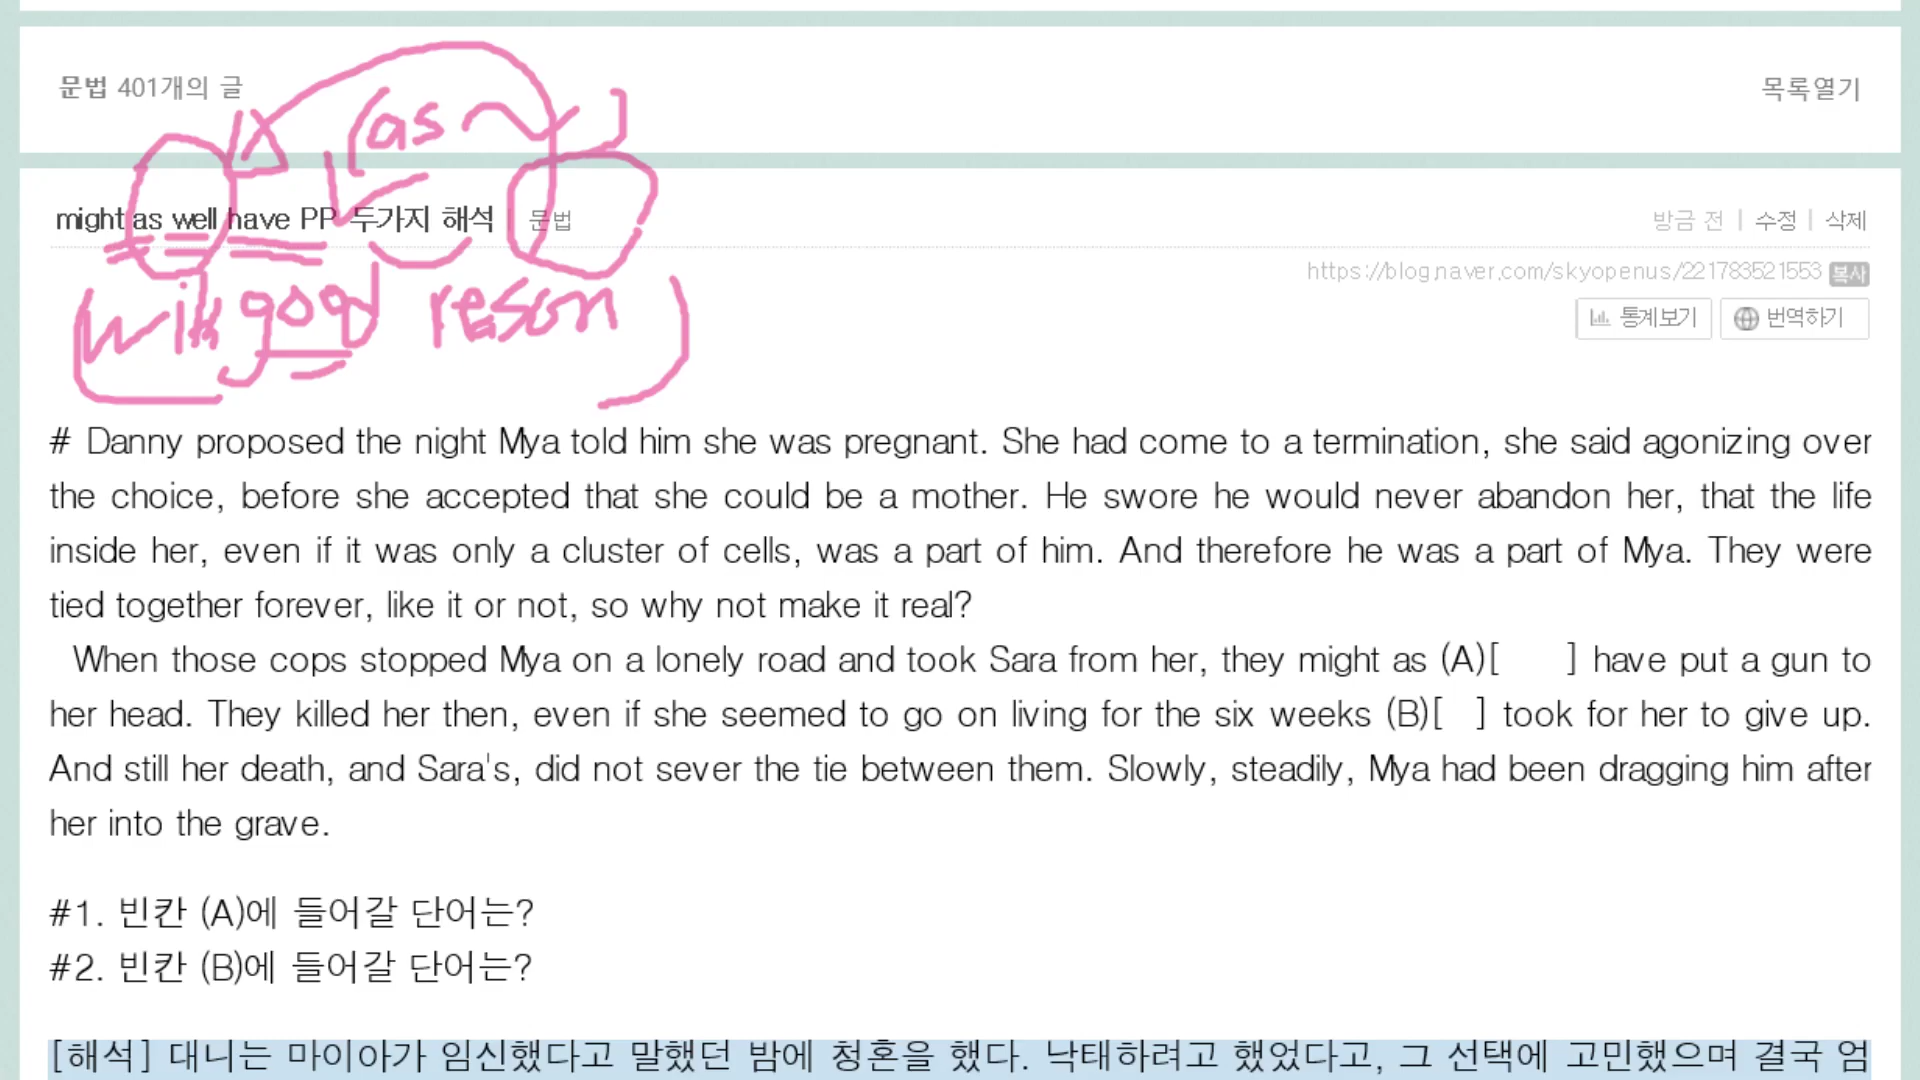 문법 401개의 글
목록열기
(as
might as well have PP 두가지 해석 | 문법
방금 전 | 수정 | 삭제
https://blog.naver.com/skyopenus/221783521553 복사
good reason
통계보기 번역하기
# Danny proposed the night Mya told him she was pregnant. She had come to a termination, she said agonizing over
the choice, before she accepted that she could be a mother. He swore he would never abandon her, that the life
inside her, even if it was only a cluster of cells, was a part of him. And therefore he was a part of Mya. They were
tied together forever, like it or not, so why not make it real?
When those cops stopped Mya on a lonely road and took Sara from her, they might as (A)[ ] have put a gun to
her head. They killed her then, even if she seemed to go on living for the six weeks (B)[ ] took for her to give up.
And still her death, and Sara's, did not sever the tie between them. Slowly, steadily, Mya had been dragging him after
her into the grave.
#1. 빈칸 (A)에 들어갈 단어는?
#2. 빈칸 (B)에 들어갈 단어는?
[해석] 대니는 마이아가 임신했다고 말했던 밤에 청혼을 했다. 낙태하려고 했었다고, 그 선택에 고민했으며 결국 엄